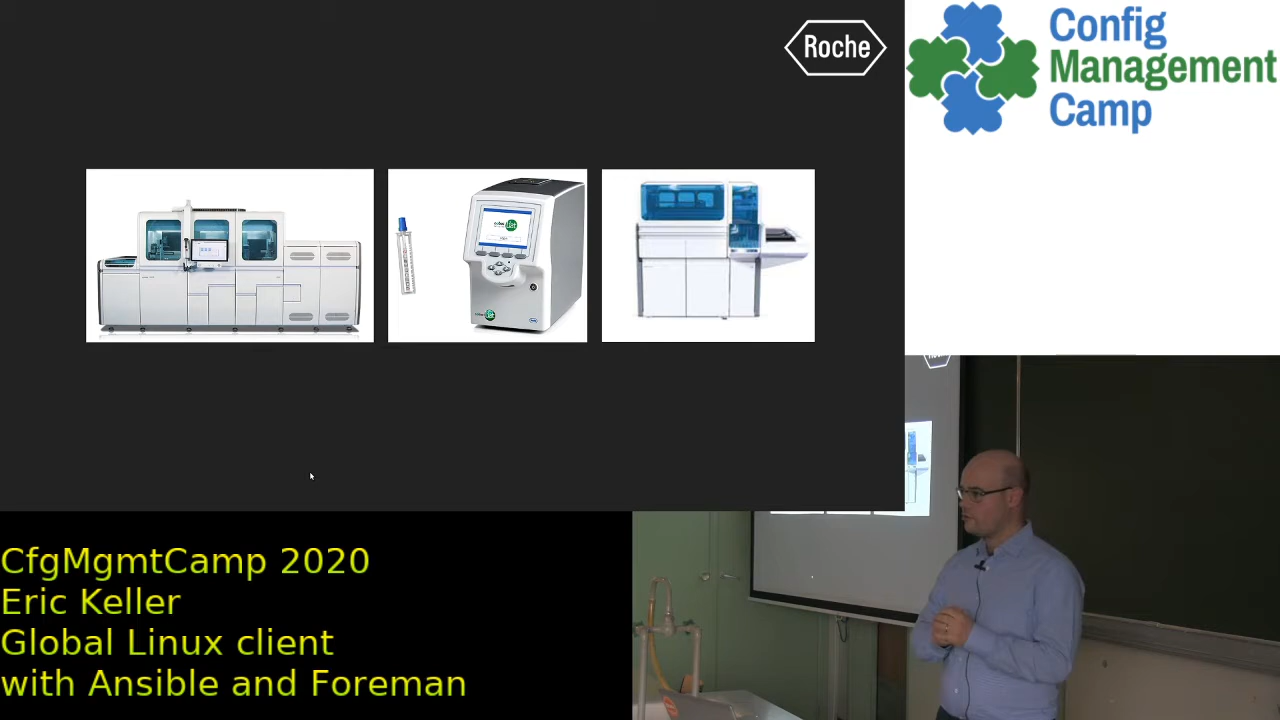 Roche
Config
Management
Camp
CfgMgmtCamp 2020
Eric Keller
Global Linux client
with Ansible and Foreman